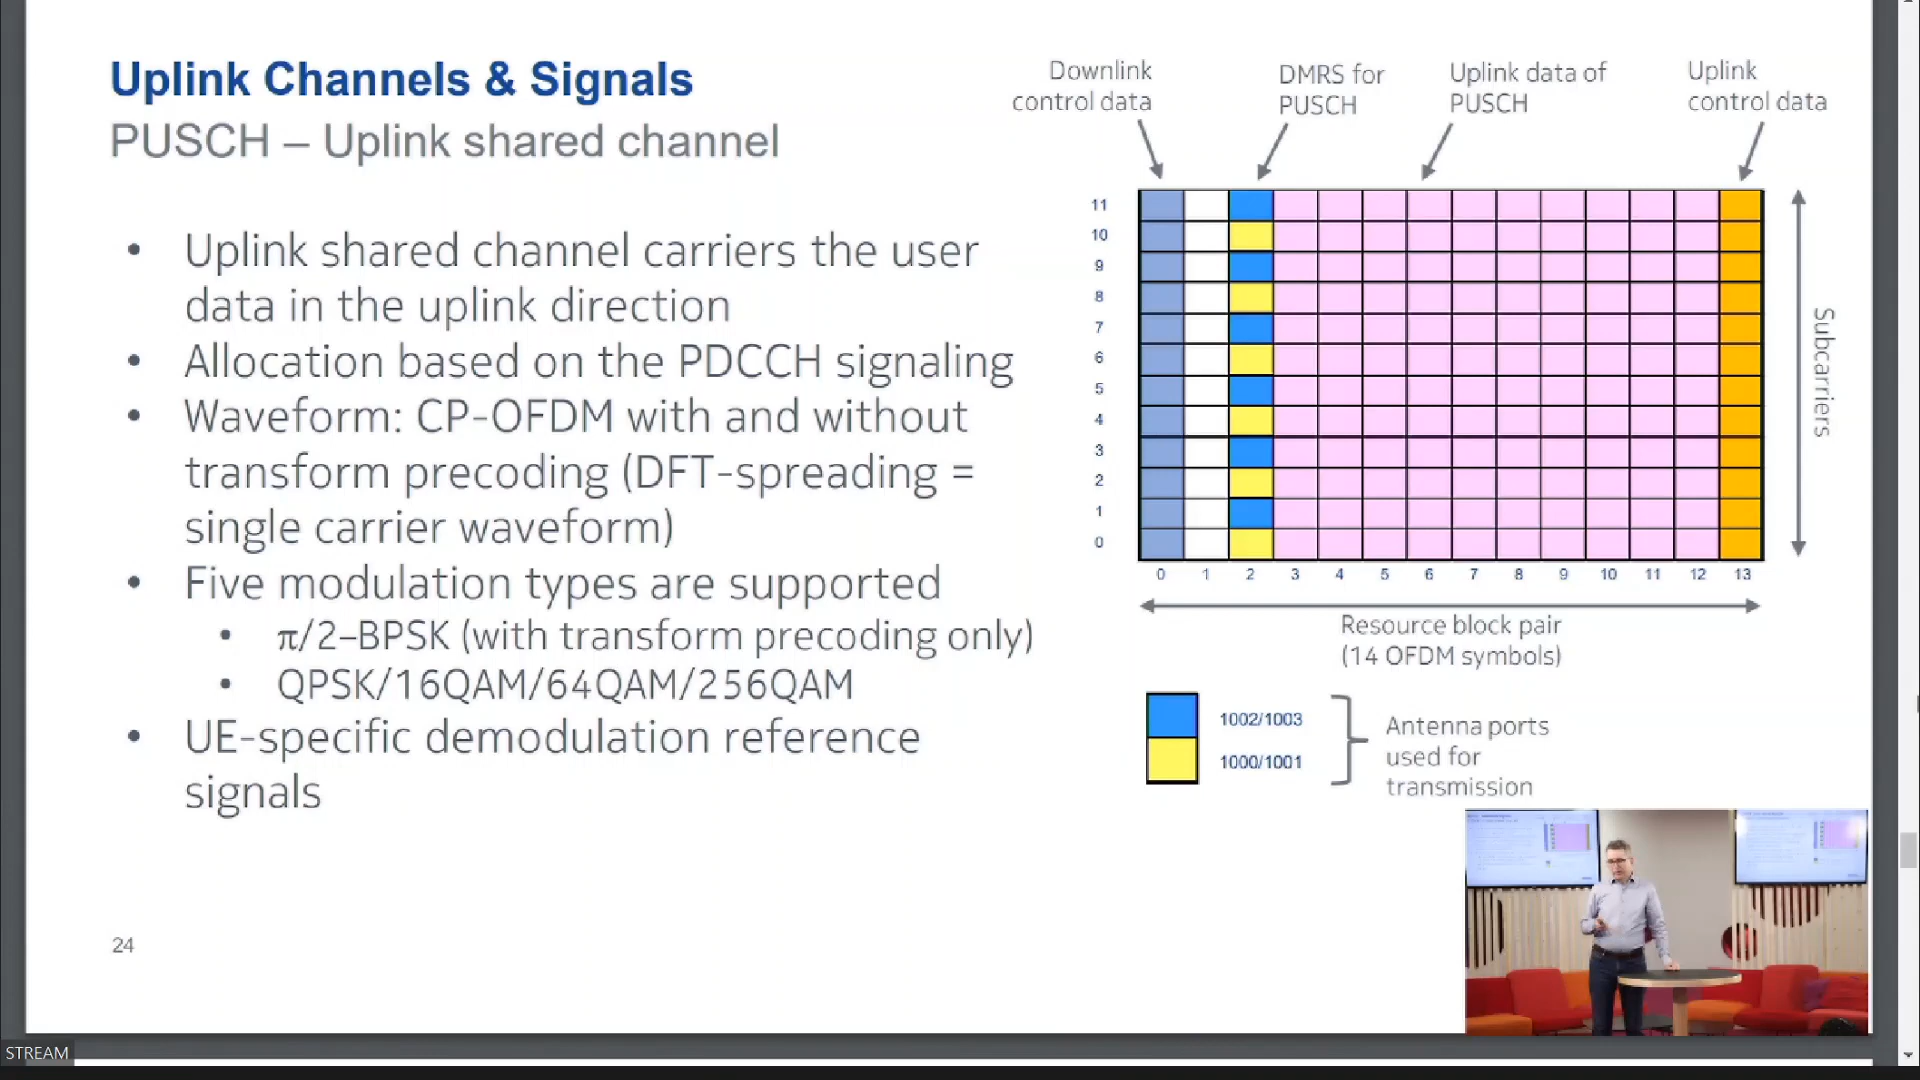 Uplink Channels & Signals
PUSCH – Uplink shared channel
• Uplink shared channel carriers the user
data in the uplink direction
• Allocation based on the PDCCH signaling
• Waveform: CP-OFDM with and without
transform precoding (DFT-spreading =
single carrier waveform)
• Five modulation types are supported
• π/2–BPSK (with transform precoding only)
• QPSK/16QAM/64QAM/256QAM
• UE-specific demodulation reference
signals
24
Downlink
control data
DMRS for
PUSCH
Uplink data of
PUSCH
Uplink
control data
11
10
9
8
7
6
5
4
3
2
1
0
0 1 2 3 4 5 6 7 8 9 10 11 12 13
Subcarriers
Resource block pair
(14 OFDM symbols)
1002/1003
1000/1001
Antenna ports
used for
transmission
STREAM